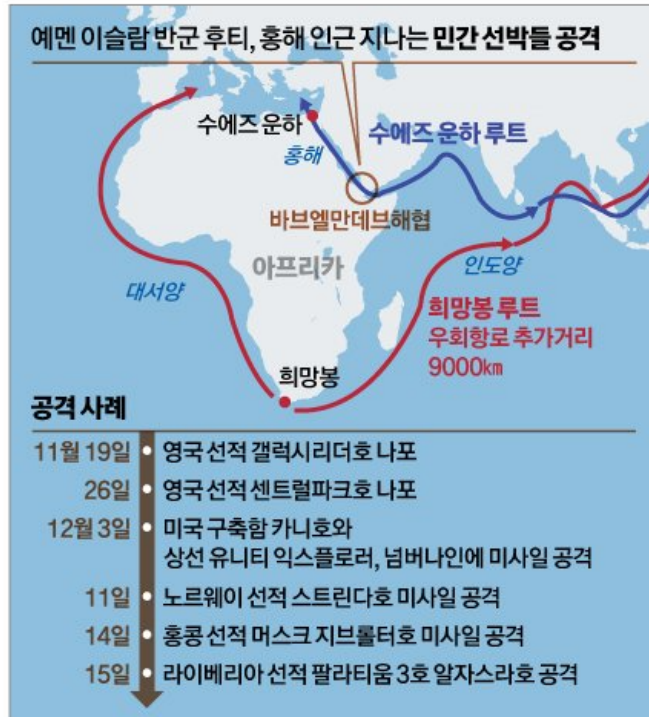 예멘 이슬람 반군 후티, 홍해 인근 지나는 민간 선박들 공격
수에즈 운하
수에즈 운하 루트
홍해
바브엘만데브해협
아프리카
대서양
인도양
희망봉 루트
우회항로 추가거리
9000㎞
희망봉
공격 사례
11월 19일 영국 선적 갤럭시리더호 나포
26일 영국 선적 센트럴파크호 나포
12월 3일 미국 구축함 카니호와
상선 유니티 익스플로러, 넘버나인에 미사일 공격
11일 노르웨이 선적 스트린다호 미사일 공격
14일 홍콩 선적 머스크 지브롤터호 미사일 공격
15일 라이베리아 선적 팔라티움 3호 알자스라호 공격